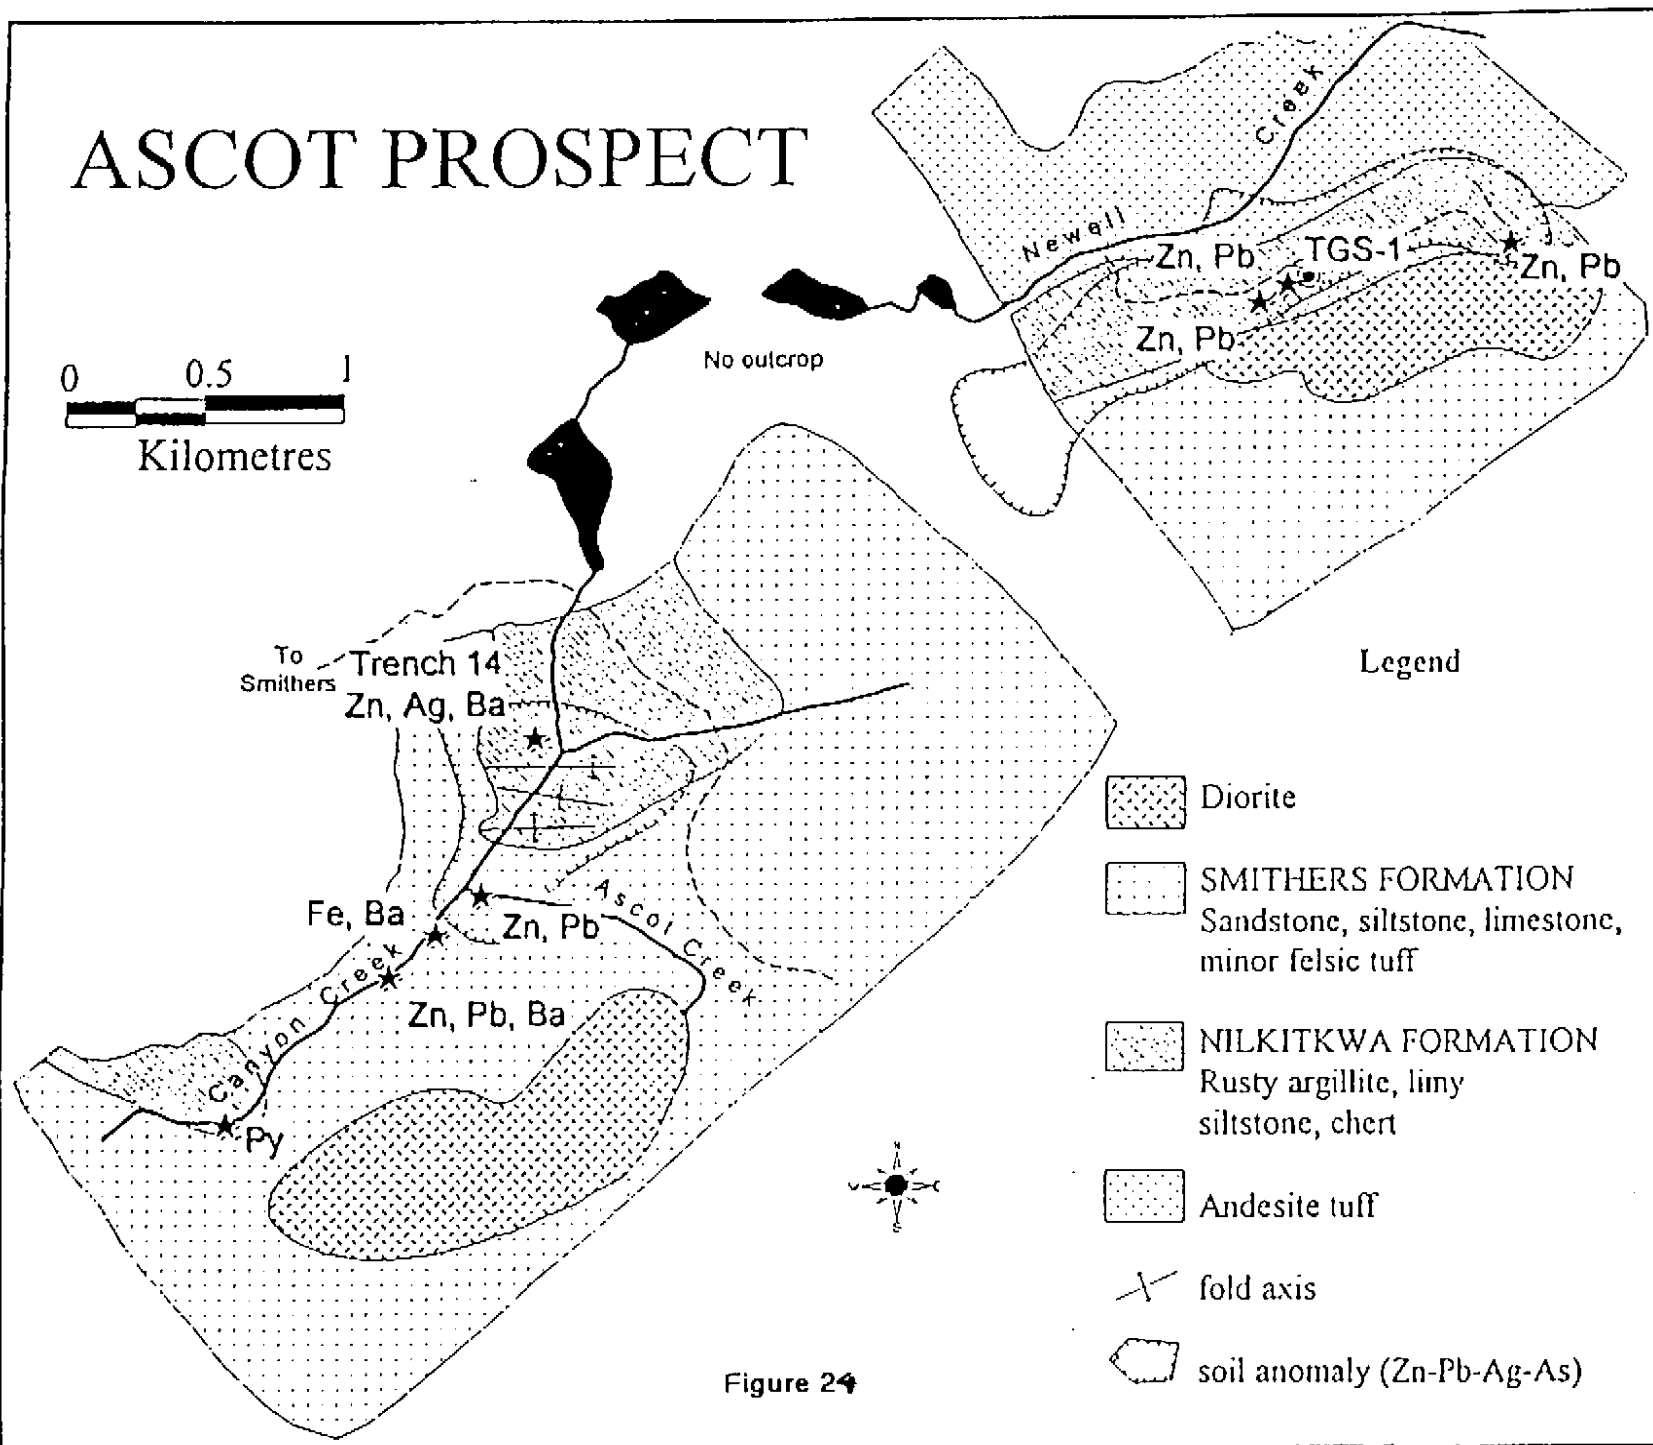 ASCOT PROSPECT
Newall Creek
Zn, Pb
TGS-1
Zn, Pb
Zn, Pb
No outcrop
0 0.5 1
Kilometres
To
Smithers
Trench 14
Zn, Ag, Ba
Fe, Ba
Zn, Pb
Ascot Creek
Canyon Creek
Zn, Pb, Ba
Py
N
S
Legend
Diorite
SMITHERS FORMATION
Sandstone, siltstone, limestone,
minor felsic tuff
NILKITKWA FORMATION
Rusty argillite, limy
siltstone, chert
Andesite tuff
fold axis
soil anomaly (Zn-Pb-Ag-As)
Figure 24